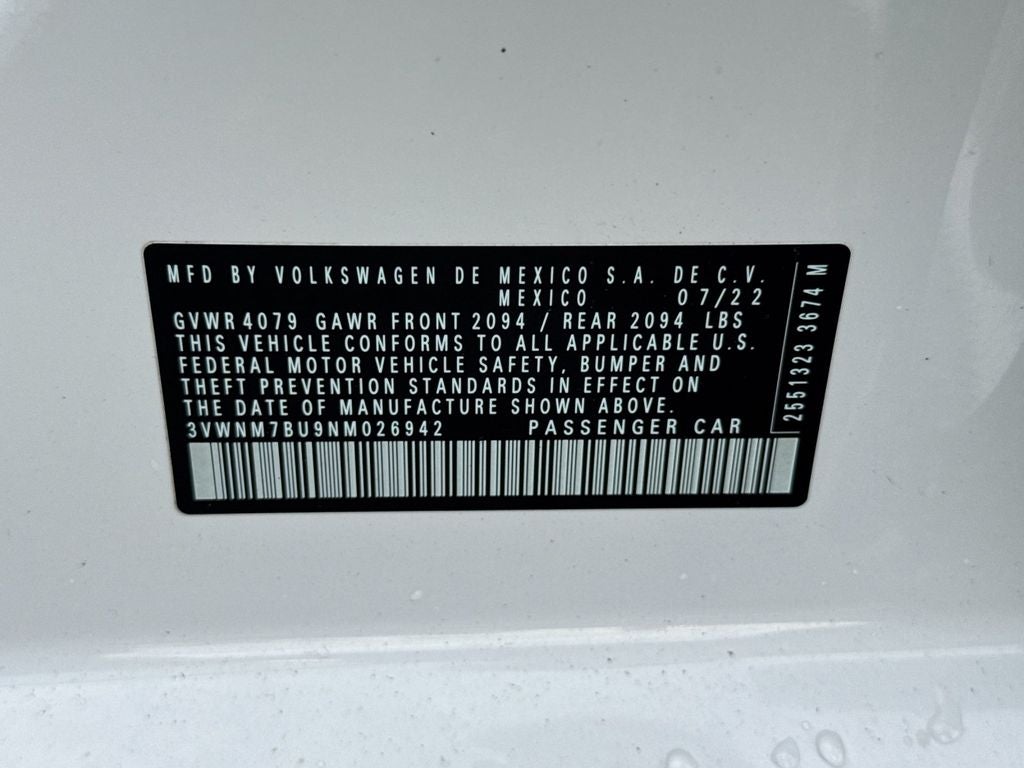 MFD BY VOLKSWAGEN DE MEXICO S.A. DE C.V.
MEXICO 07/22
GVWR 4079 GAWR FRONT 2094 / REAR 2094 LBS
THIS VEHICLE CONFORMS TO ALL APPLICABLE U.S.
FEDERAL MOTOR VEHICLE SAFETY, BUMPER AND
THEFT PREVENTION STANDARDS IN EFFECT ON
THE DATE OF MANUFACTURE SHOWN ABOVE.
3VWNM7BU9NM026942 PASSENGER CAR
2551323 3674 M